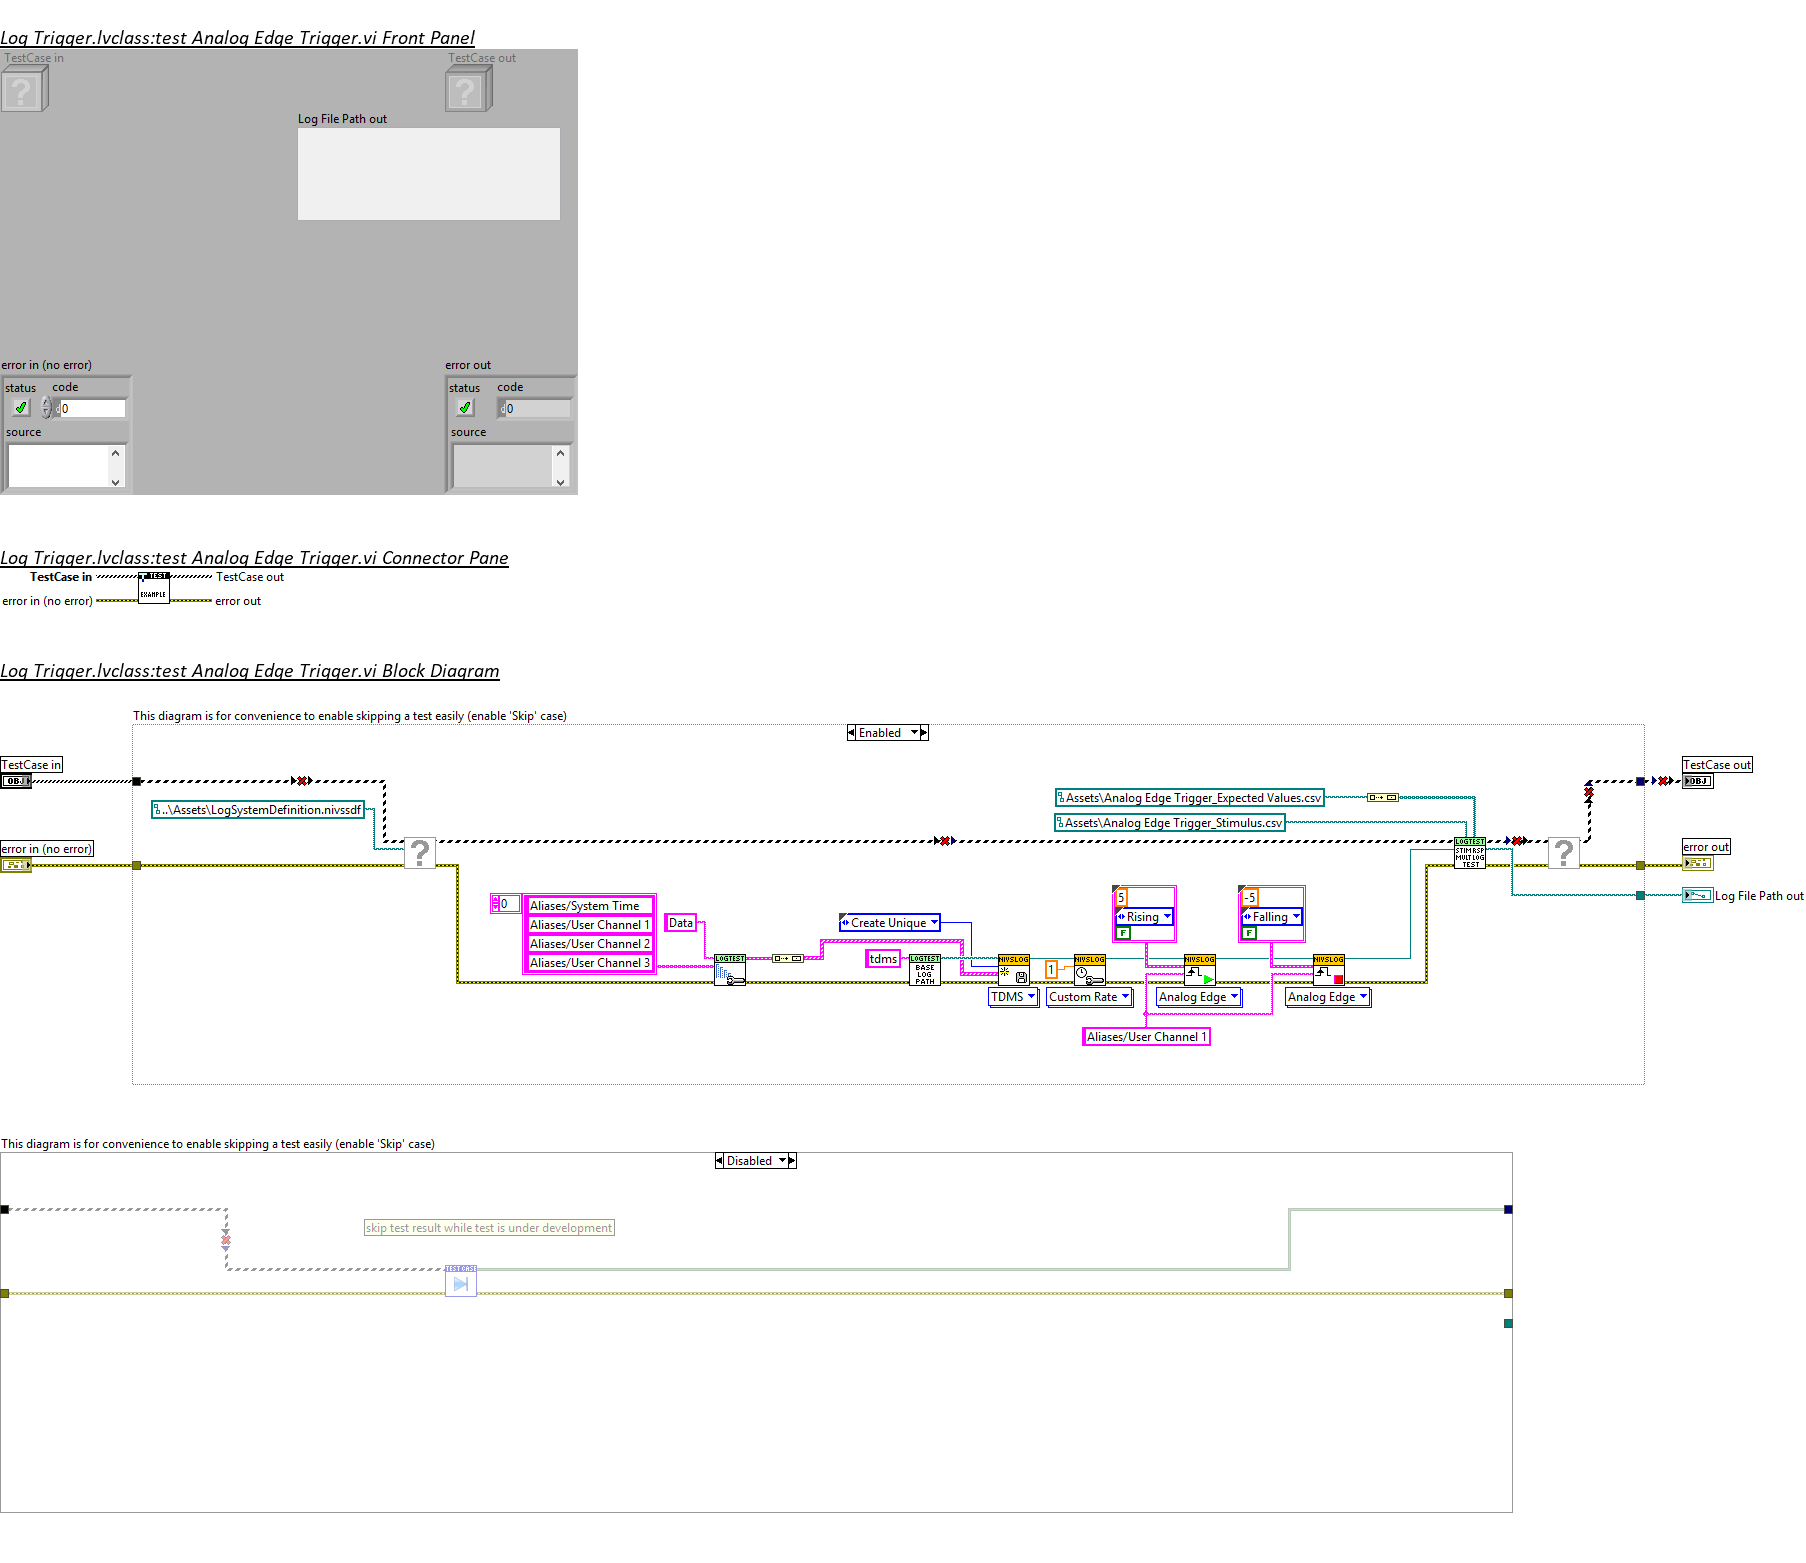 Log Trigger.lvclass:test Analog Edge Trigger.vi Front Panel
TestCase in
TestCase out
?
?
Log File Path out
error in (no error)
error out
status code
status code
d 0
d 0
source
source
Log Trigger.lvclass:test Analog Edge Trigger.vi Connector Pane
TestCase in
TEST
TestCase out
EXAMPLE
error in (no error)
error out
Log Trigger.lvclass:test Analog Edge Trigger.vi Block Diagram
This diagram is for convenience to enable skipping a test easily (enable 'Skip' case)
Enabled
TestCase in
OBJ
TestCase out
OBJ
..\Assets\LogSystemDefinition.nivssdf
Assets\Analog Edge Trigger_Expected Values.csv
Assets\Analog Edge Trigger_Stimulus.csv
error in (no error)
?
LOGTEST
STIM RSP
MULT LOG
TEST
?
error out
Log File Path out
0
Aliases/System Time
Aliases/User Channel 1
Aliases/User Channel 2
Aliases/User Channel 3
Data
Create Unique
5
Rising
F
-5
Falling
F
LOGTEST
tdms
LOGTEST
BASE
LOG
PATH
NIVSLOG
1
NIVSLOG
NIVSLOG
NIVSLOG
TDMS
Custom Rate
Analog Edge
Analog Edge
Aliases/User Channel 1
This diagram is for convenience to enable skipping a test easily (enable 'Skip' case)
Disabled
skip test result while test is under development
TEST CASE